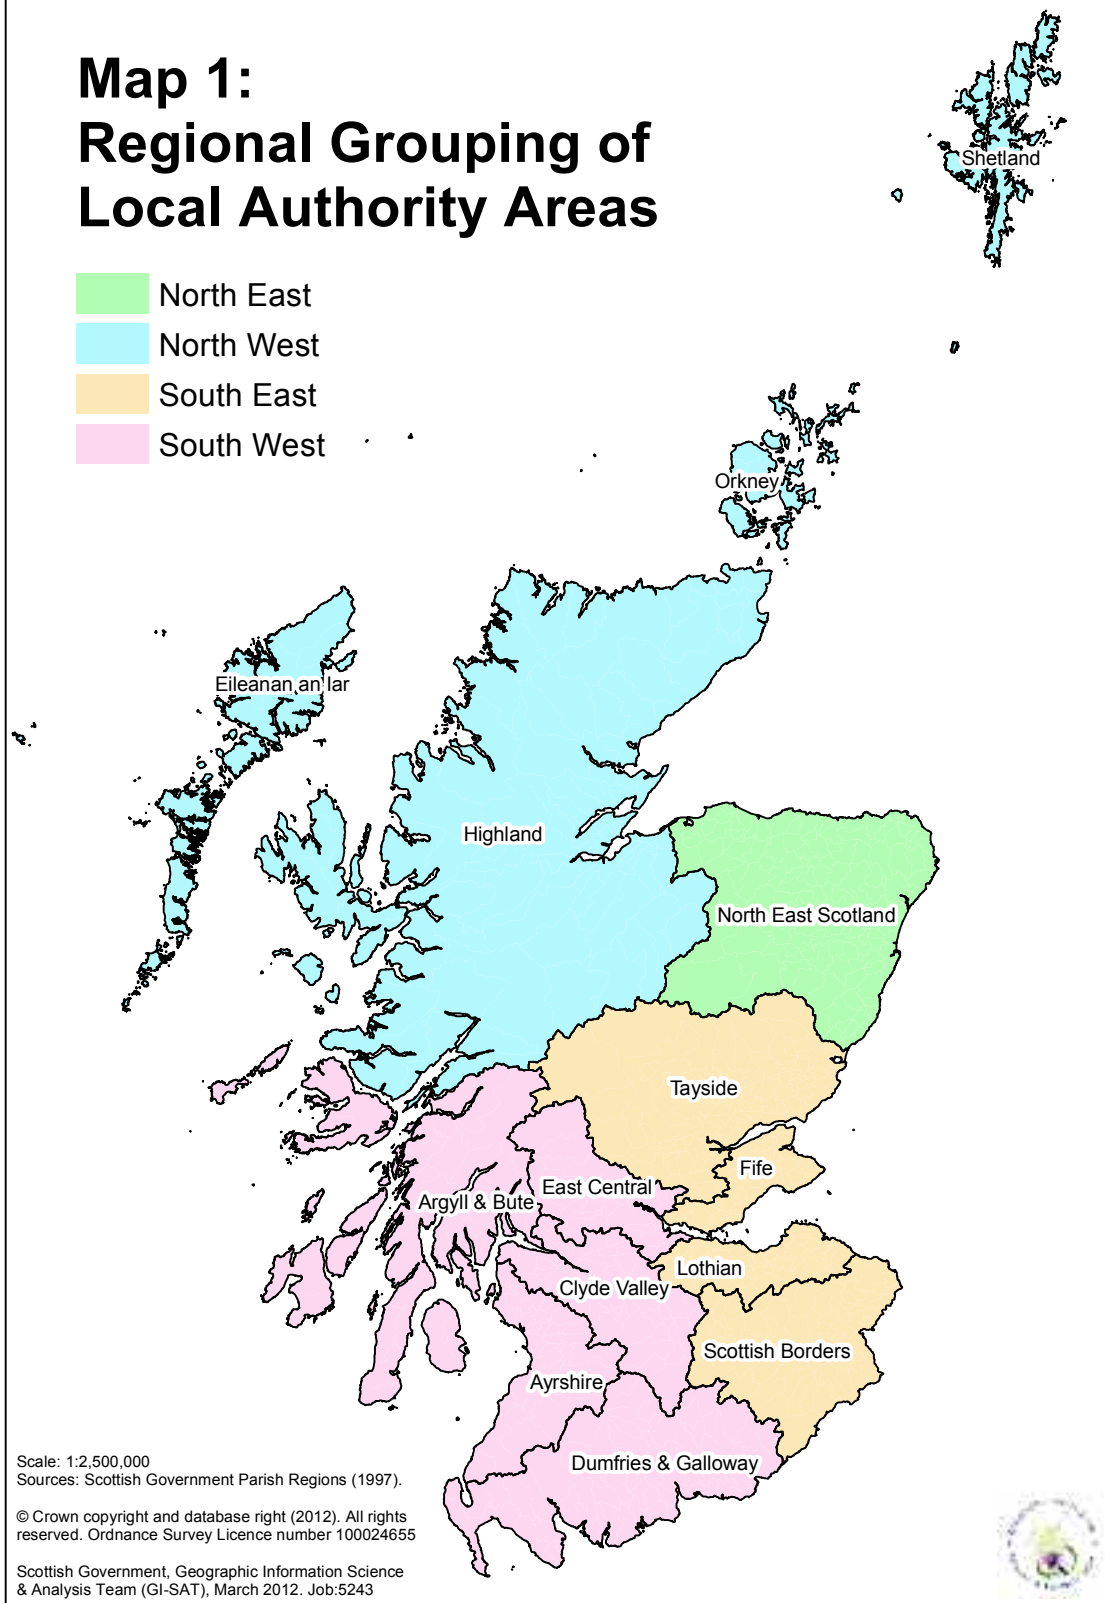 Map 1:
Regional Grouping of
Local Authority Areas
North East
North West
South East
South West
Shetland
Orkney
Eileanan an Iar
Highland
North East Scotland
Tayside
Fife
East Central
Argyll & Bute
Lothian
Clyde Valley
Scottish Borders
Ayrshire
Dumfries & Galloway
Scale: 1:2,500,000
Sources: Scottish Government Parish Regions (1997).
© Crown copyright and database right (2012). All rights
reserved. Ordnance Survey Licence number 100024655
Scottish Government, Geographic Information Science
& Analysis Team (GI-SAT), March 2012. Job:5243